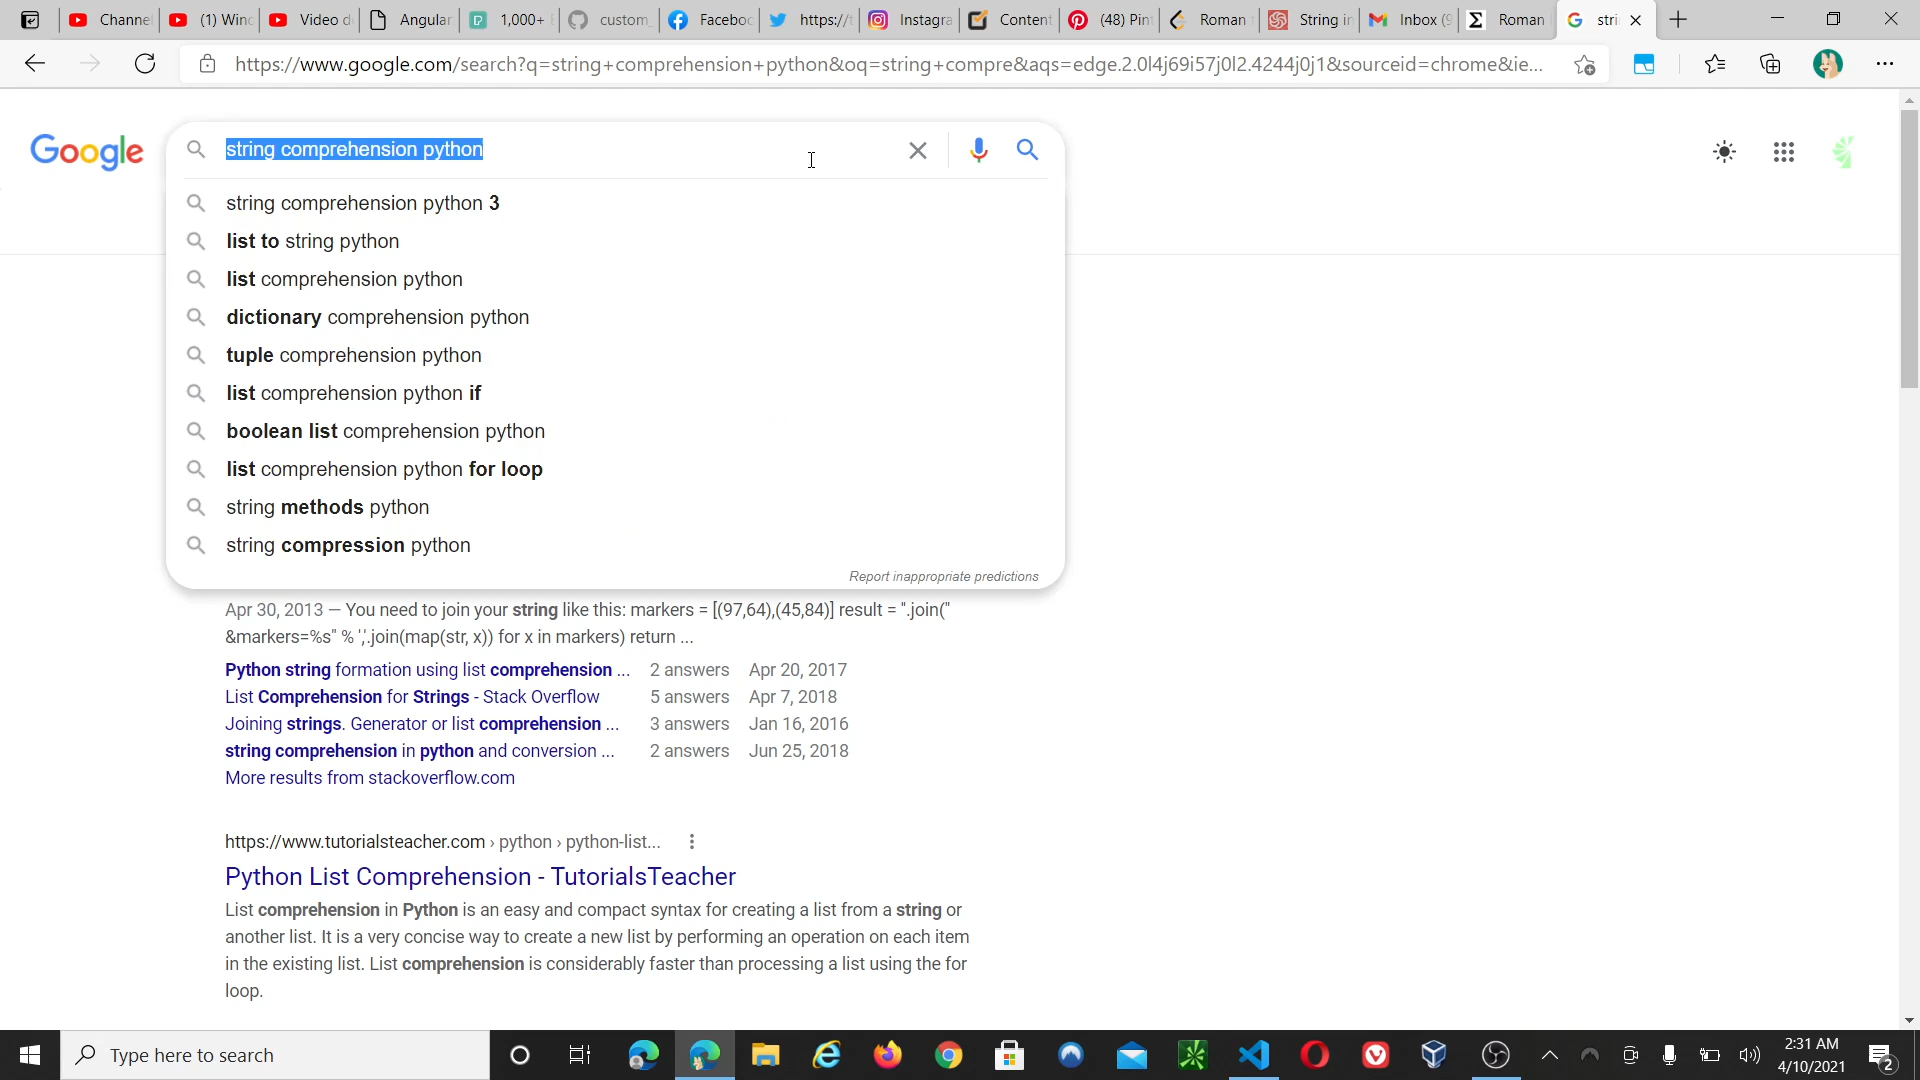 Channel
(1) Winc
Video d
Angular
1,000+
custom_
Faceboo
https://t
Instagra
Content
(48) Pin
Roman
String in
Inbox (9
Roman
stri
https://www.google.com/search?q=string+comprehension+python&oq=string+compre&aqs=edge.2.0l4j69i57j0l2.4244j0j1&sourceid=chrome&ie...
Google
string comprehension python
string comprehension python 3
list to string python
list comprehension python
dictionary comprehension python
tuple comprehension python
list comprehension python if
boolean list comprehension python
list comprehension python for loop
string methods python
string compression python
Report inappropriate predictions
Apr 30, 2013 — You need to join your string like this: markers = [(97,64),(45,84)] result = ''.join("
&markers=%s" % ','.join(map(str, x)) for x in markers) return ...
Python string formation using list comprehension ... 2 answers Apr 20, 2017
List Comprehension for Strings - Stack Overflow 5 answers Apr 7, 2018
Joining strings. Generator or list comprehension ... 3 answers Jan 16, 2016
string comprehension in python and conversion ... 2 answers Jun 25, 2018
More results from stackoverflow.com
https://www.tutorialsteacher.com › python › python-list...
Python List Comprehension - TutorialsTeacher
List comprehension in Python is an easy and compact syntax for creating a list from a string or
another list. It is a very concise way to create a new list by performing an operation on each item
in the existing list. List comprehension is considerably faster than processing a list using the for
loop.
Type here to search
2:31 AM
4/10/2021
2